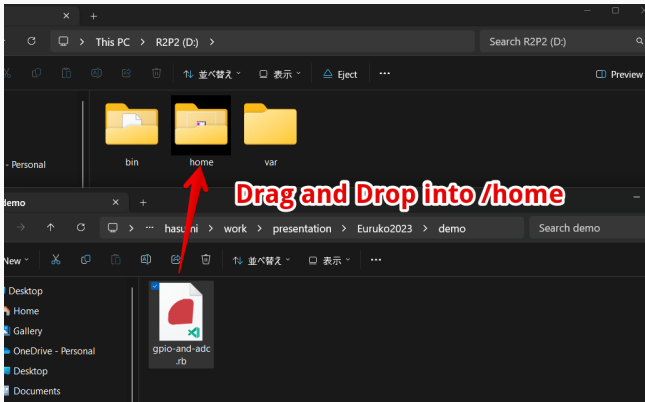 This PC > R2P2 (D:) >
Search R2P2 (D:)
並べ替え
表示
Eject
Preview
- Personal
bin
home
var
Drag and Drop into /home
demo
hasumi > work > presentation > Euruko2023 > demo
Search demo
New
並べ替え
表示
Desktop
Home
Gallery
OneDrive - Personal
Desktop
Documents
gpio-and-adc
.rb